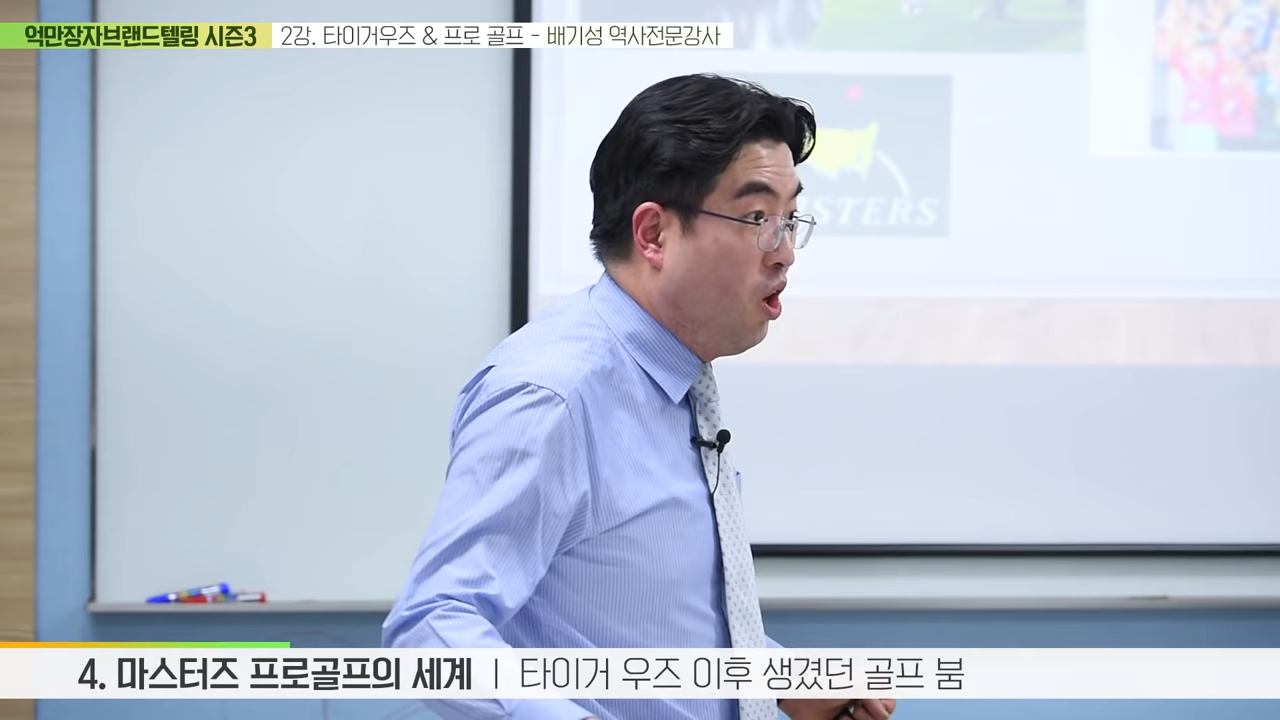 억만장자브랜드텔링 시즌3
2강. 타이거우즈 & 프로 골프 - 배기성 역사전문강사
STERS
4. 마스터즈 프로골프의 세계 | 타이거 우즈 이후 생겼던 골프 붐